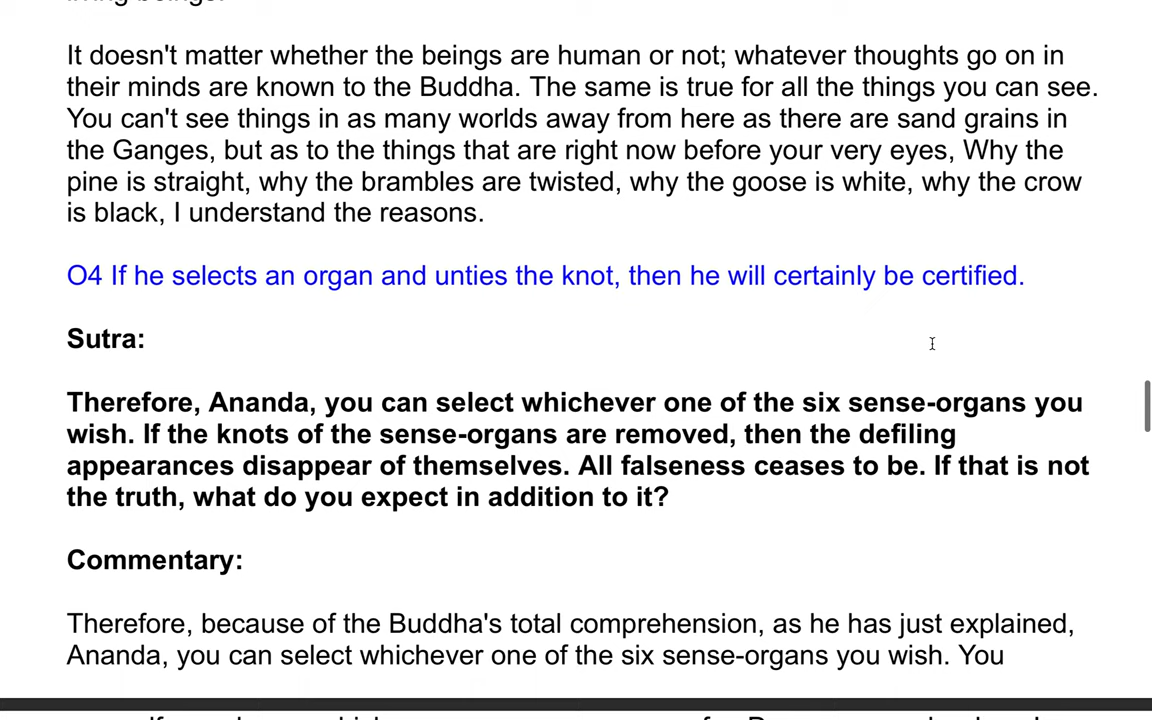 living beings.
It doesn't matter whether the beings are human or not; whatever thoughts go on in
their minds are known to the Buddha. The same is true for all the things you can see.
You can't see things in as many worlds away from here as there are sand grains in
the Ganges, but as to the things that are right now before your very eyes, Why the
pine is straight, why the brambles are twisted, why the goose is white, why the crow
is black, I understand the reasons.
O4 If he selects an organ and unties the knot, then he will certainly be certified.
Sutra:
Therefore, Ananda, you can select whichever one of the six sense-organs you
wish. If the knots of the sense-organs are removed, then the defiling
appearances disappear of themselves. All falseness ceases to be. If that is not
the truth, what do you expect in addition to it?
Commentary:
Therefore, because of the Buddha's total comprehension, as he has just explained,
Ananda, you can select whichever one of the six sense-organs you wish. You